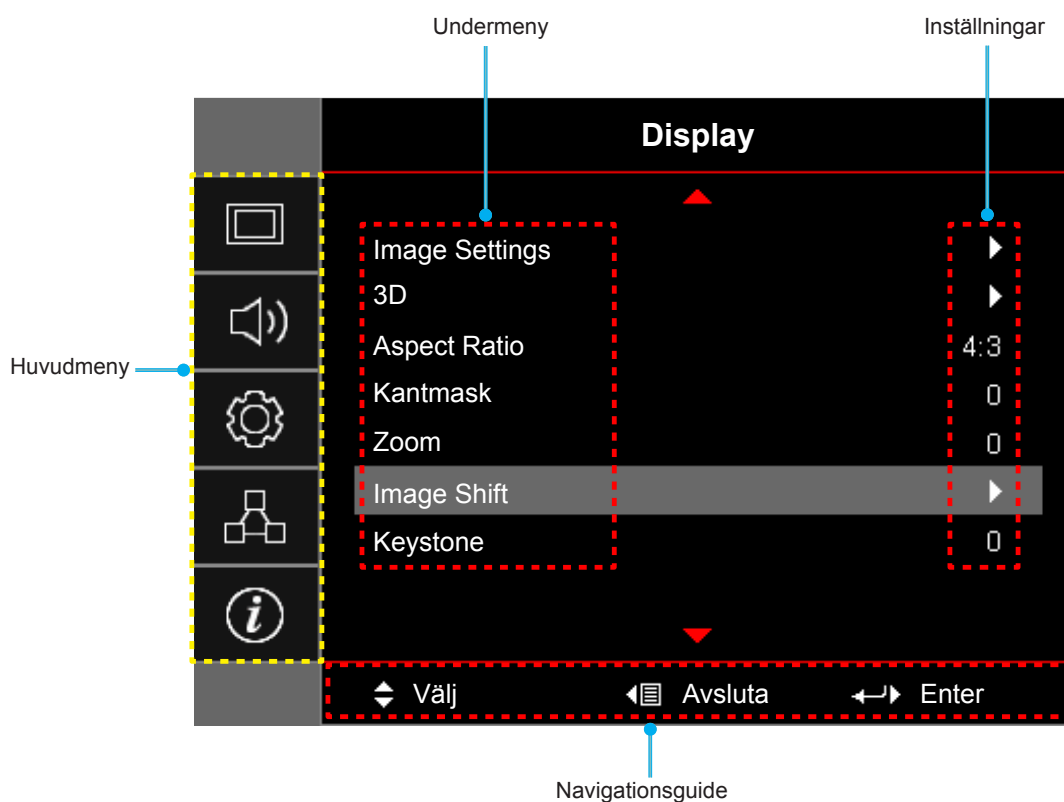 Undermeny
Inställningar
Display
Image Settings
3D
Aspect Ratio 4:3
Huvudmeny
Kantmask 0
Zoom 0
Image Shift
Keystone 0
Välj Avsluta Enter
Navigationsguide